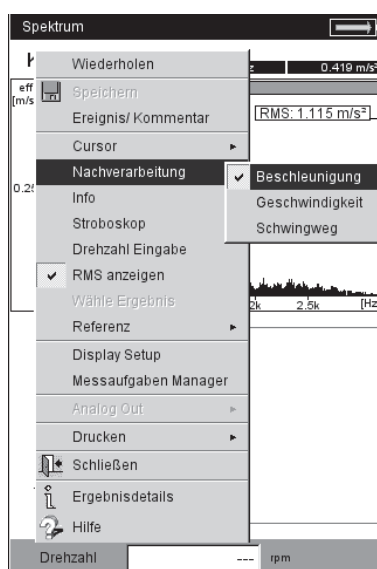 Spektrum
0.419 m/s²
Wiederholen
eff
[m/s
Speichern
Ereignis/ Kommentar
RMS: 1.115 m/s²
Cursor
Nachverarbeitung
Beschleunigung
Info
Geschwindigkeit
Stroboskop
Schwingweg
Drehzahl Eingabe
RMS anzeigen
Wähle Ergebnis
2k 2.5k [Hz
Referenz
Display Setup
Messaufgaben Manager
Analog Out
Drucken
Schließen
Ergebnisdetails
Hilfe
Drehzahl --- rpm